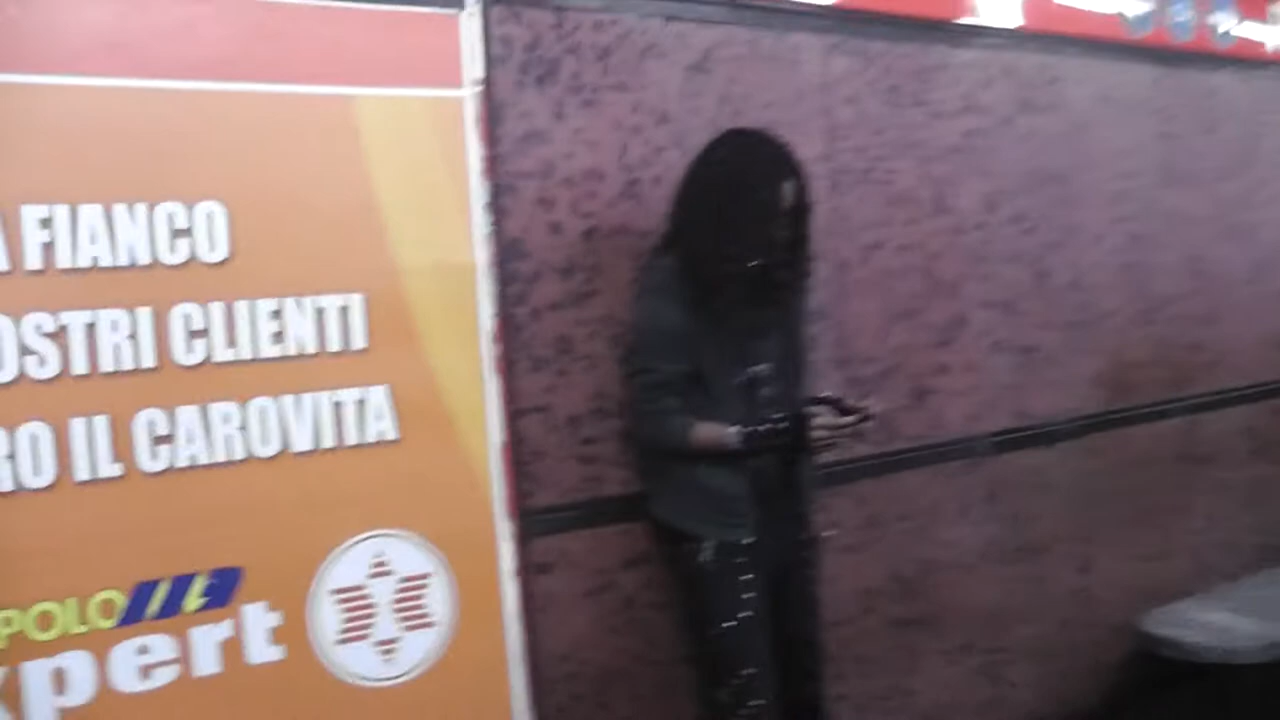 A FIANCO
OSTRI CLIENTI
RO IL CAROVITA
POLO
xpert